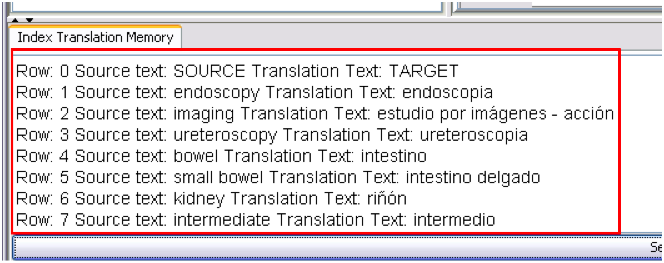 Index Translation Memory
Row: 0 Source text: SOURCE Translation Text: TARGET
Row: 1 Source text: endoscopy Translation Text: endoscopia
Row: 2 Source text: imaging Translation Text: estudio por imágenes - acción
Row: 3 Source text: ureteroscopy Translation Text: ureteroscopia
Row: 4 Source text: bowel Translation Text: intestino
Row: 5 Source text: small bowel Translation Text: intestino delgado
Row: 6 Source text: kidney Translation Text: riñón
Row: 7 Source text: intermediate Translation Text: intermedio